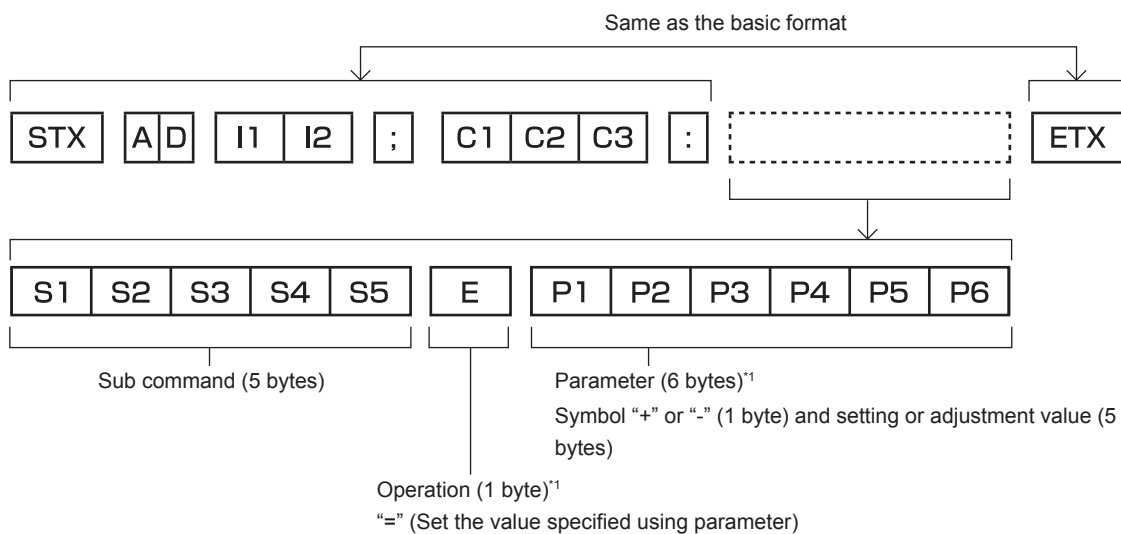 Same as the basic format
STX AD I1 I2 ; C1 C2 C3 : ETX
S1 S2 S3 S4 S5 E P1 P2 P3 P4 P5 P6
Sub command (5 bytes)
Parameter (6 bytes)*1
Symbol “+” or “-” (1 byte) and setting or adjustment value (5
bytes)
Operation (1 byte)*1
“=” (Set the value specified using parameter)